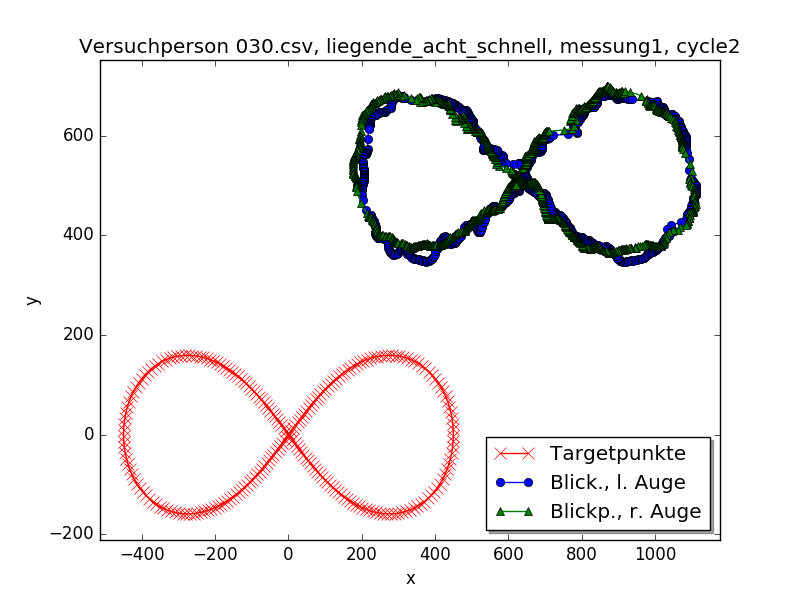 Versuchperson 030.csv, liegende_acht_schnell, messung1, cycle2
y
600
400
200
0
−200
−400
−200
0
200
400
600
800
1000
x
Targetpunkte
Blick., l. Auge
Blickp., r. Auge